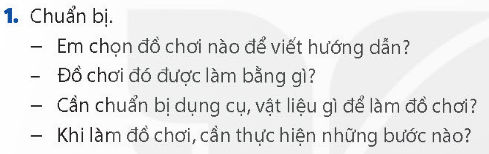 1. Chuẩn bị.
– Em chọn đồ chơi nào để viết hướng dẫn?
– Đồ chơi đó được làm bằng gì?
– Cần chuẩn bị dụng cụ, vật liệu gì để làm đồ chơi?
– Khi làm đồ chơi, cần thực hiện những bước nào?